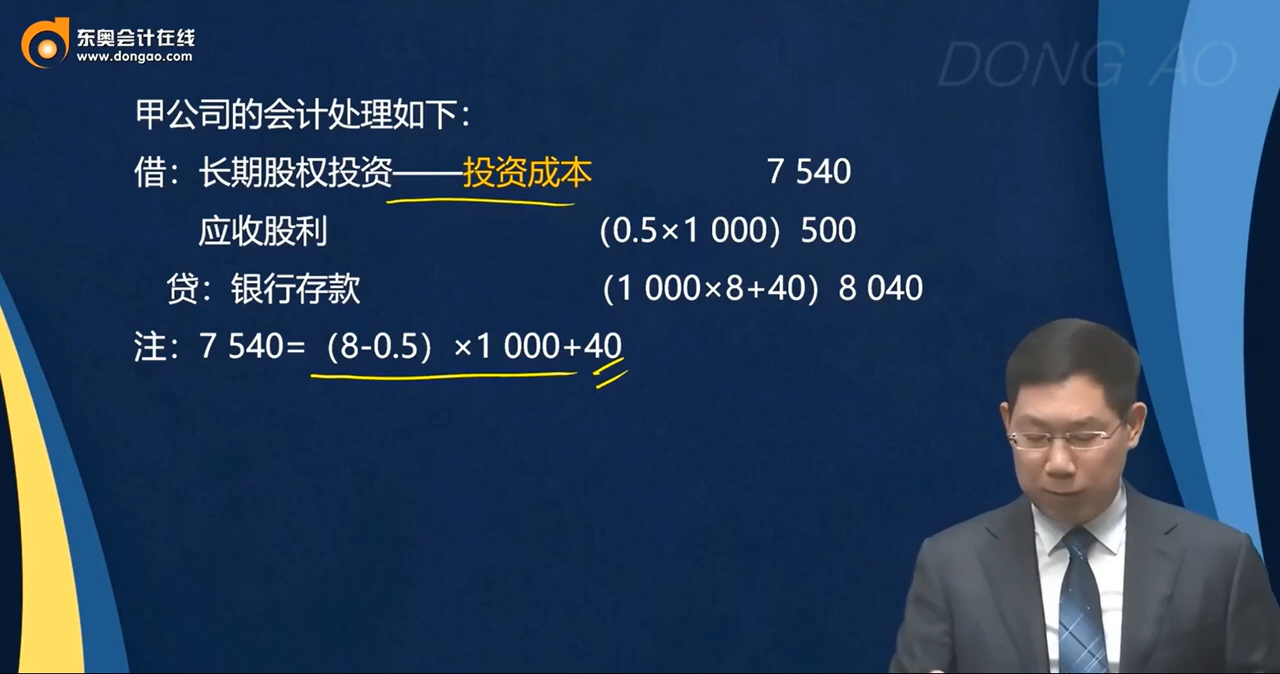 东奥会计在线
www.dongao.com
DONG AO
甲公司的会计处理如下：
借：长期股权投资——投资成本 7 540
应收股利 （0.5×1 000）500
贷：银行存款 （1 000×8+40）8 040
注：7 540=（8-0.5）×1 000+40